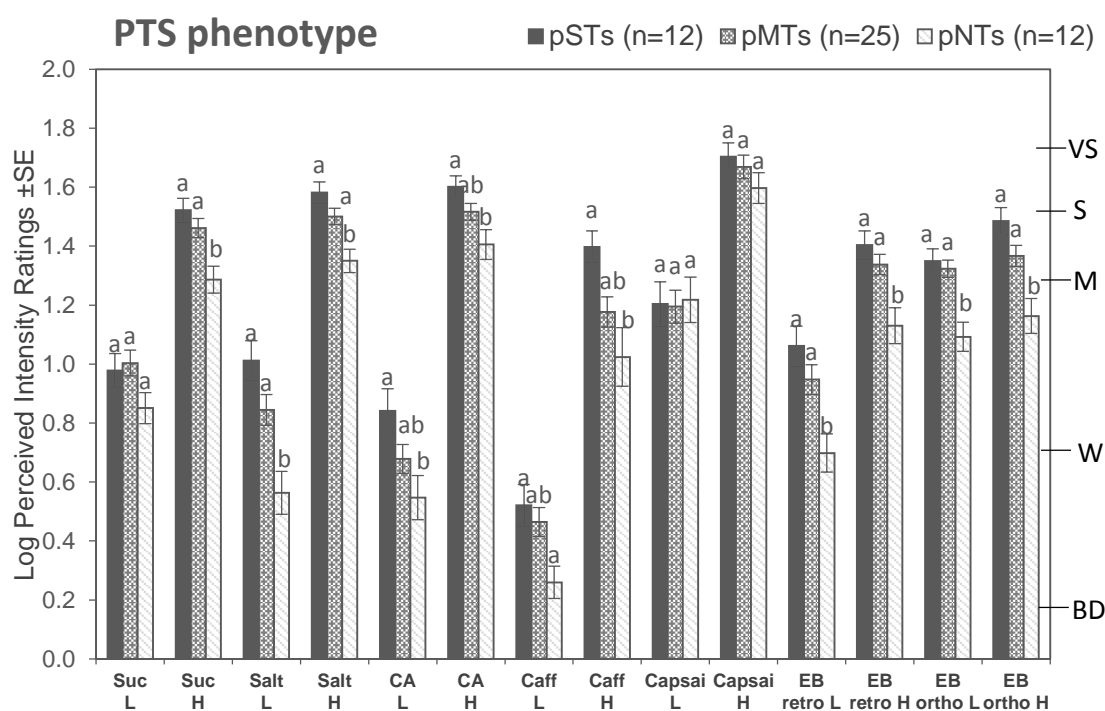 PTS phenotype
pSTs (n=12) pMTs (n=25) pNTs (n=12)
Log Perceived Intensity Ratings ±SE
2.0
1.8
1.6
1.4
1.2
1.0
0.8
0.6
0.4
0.2
0.0
a a a
a a b
a a b
a a b
a ab b
a ab b
a ab a
a ab b
a a a
a a a
a a b
a a b
a a b
a a b
VS
S
M
W
BD
Suc Suc Salt Salt CA CA Caff Caff Capsai Capsai EB EB EB EB
L H L H L H L H L H retro L retro H ortho L ortho H